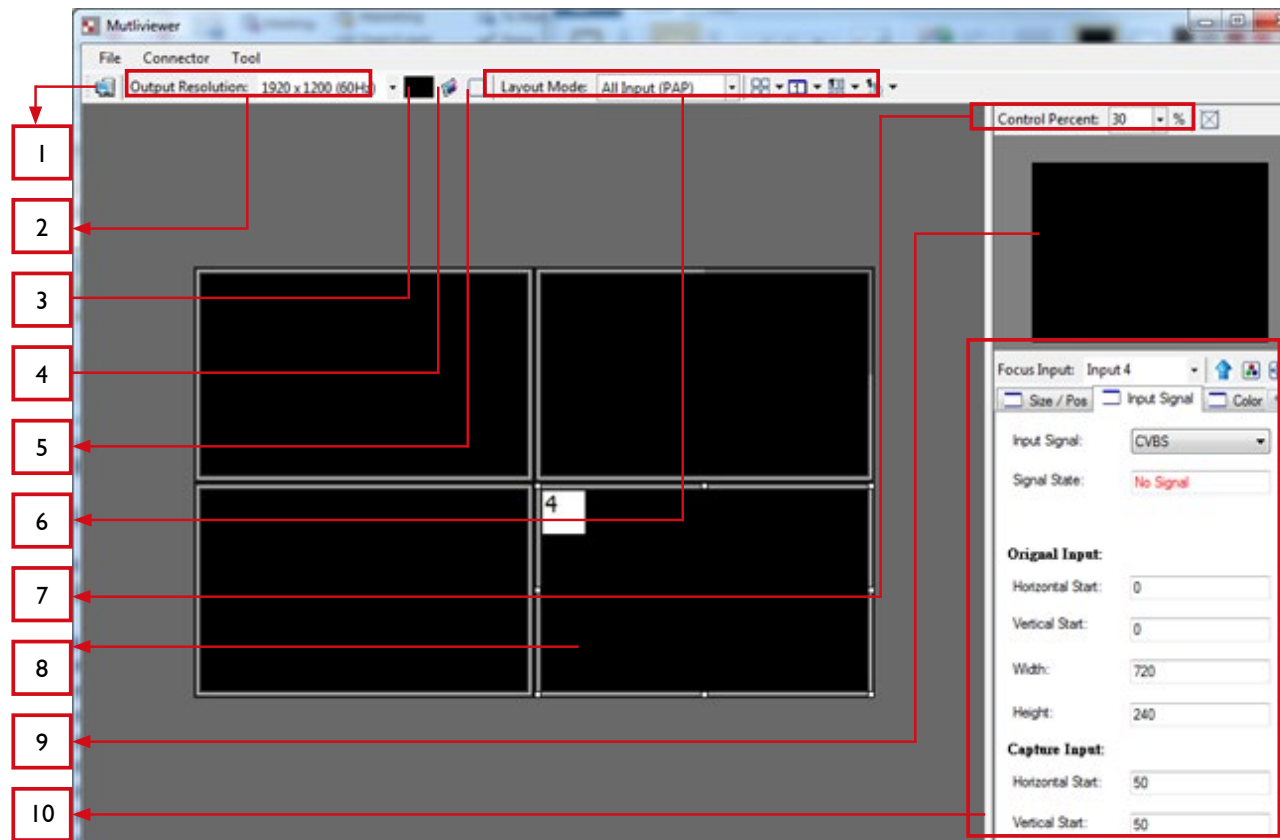 Mutliviewer
File Connector Tool
Output Resolution: 1920 x 1200 (60Hz) Layout Mode: All Input (PAP)
Control Percent: 30 %
1
2
3
4
5
6
7
8
9
10
4
Focus Input: Input 4
Size / Pos Input Signal Color
Input Signal: CVBS
Signal State: No Signal
Orignal Input:
Horizontal Start: 0
Vertical Start: 0
Width: 720
Height: 240
Capture Input:
Horizontal Start: 50
Vertical Start: 50